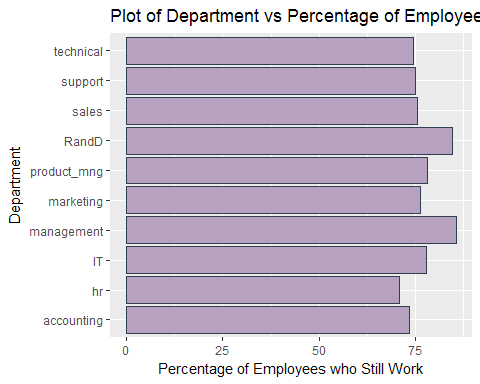 Plot of Department vs Percentage of Employee
technical
support
sales
RandD
product_mng
marketing
management
IT
hr
accounting
Department
0 25 50 75
Percentage of Employees who Still Work